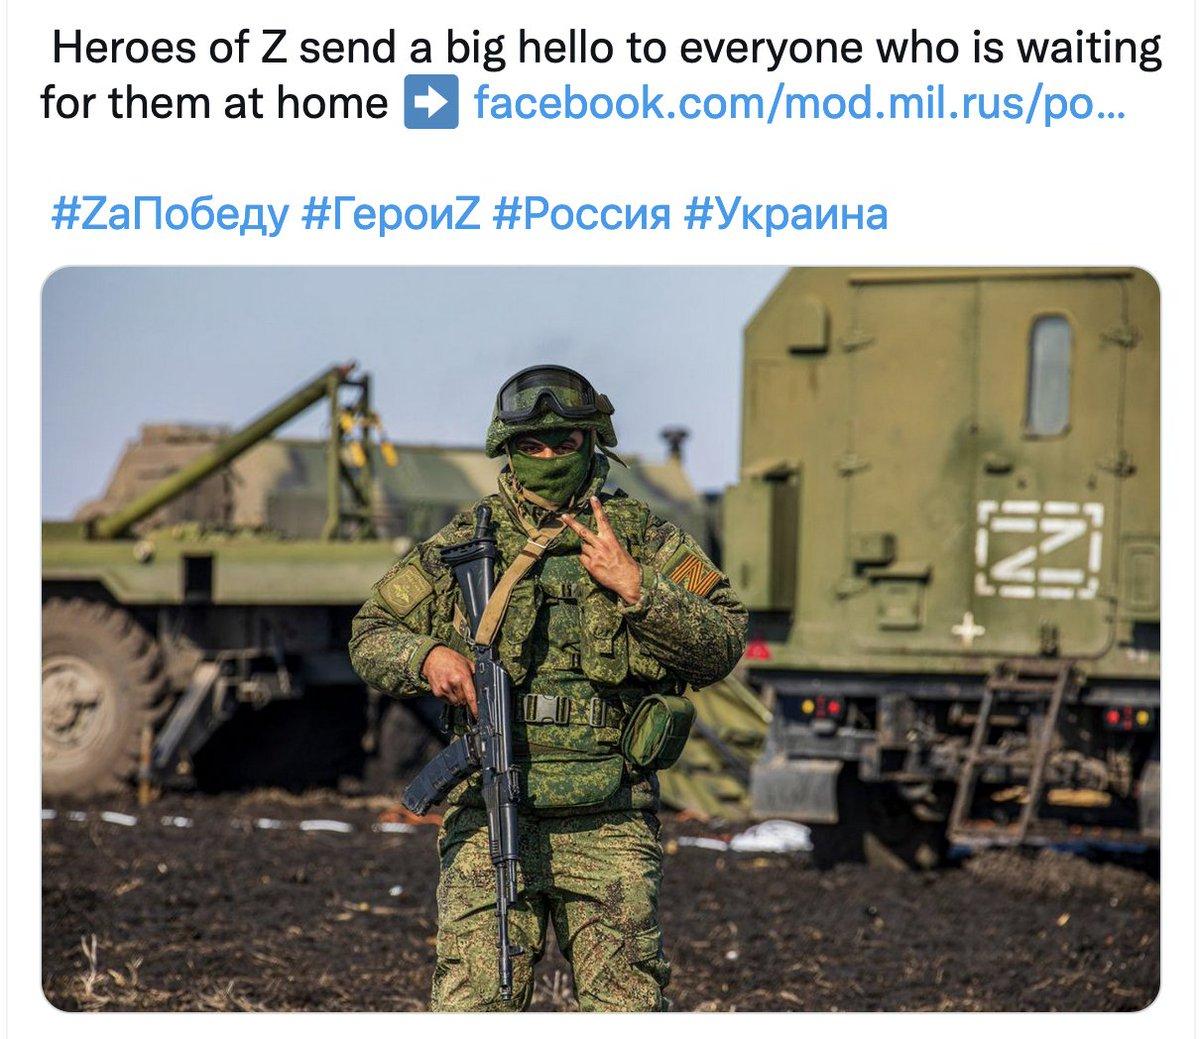 Heroes of Z send a big hello to everyone who is waiting
for them at home ➡️ facebook.com/mod.mil.rus/po…
#ZaПобеду #ГероиZ #Россия #Украина
Z